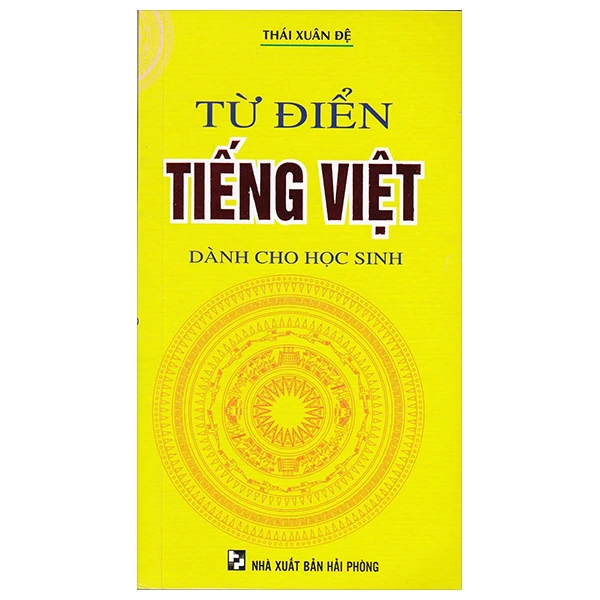 THÁI XUÂN ĐỆ
TỪ ĐIỂN
TIẾNG VIỆT
DÀNH CHO HỌC SINH
NHÀ XUẤT BẢN HẢI PHÒNG